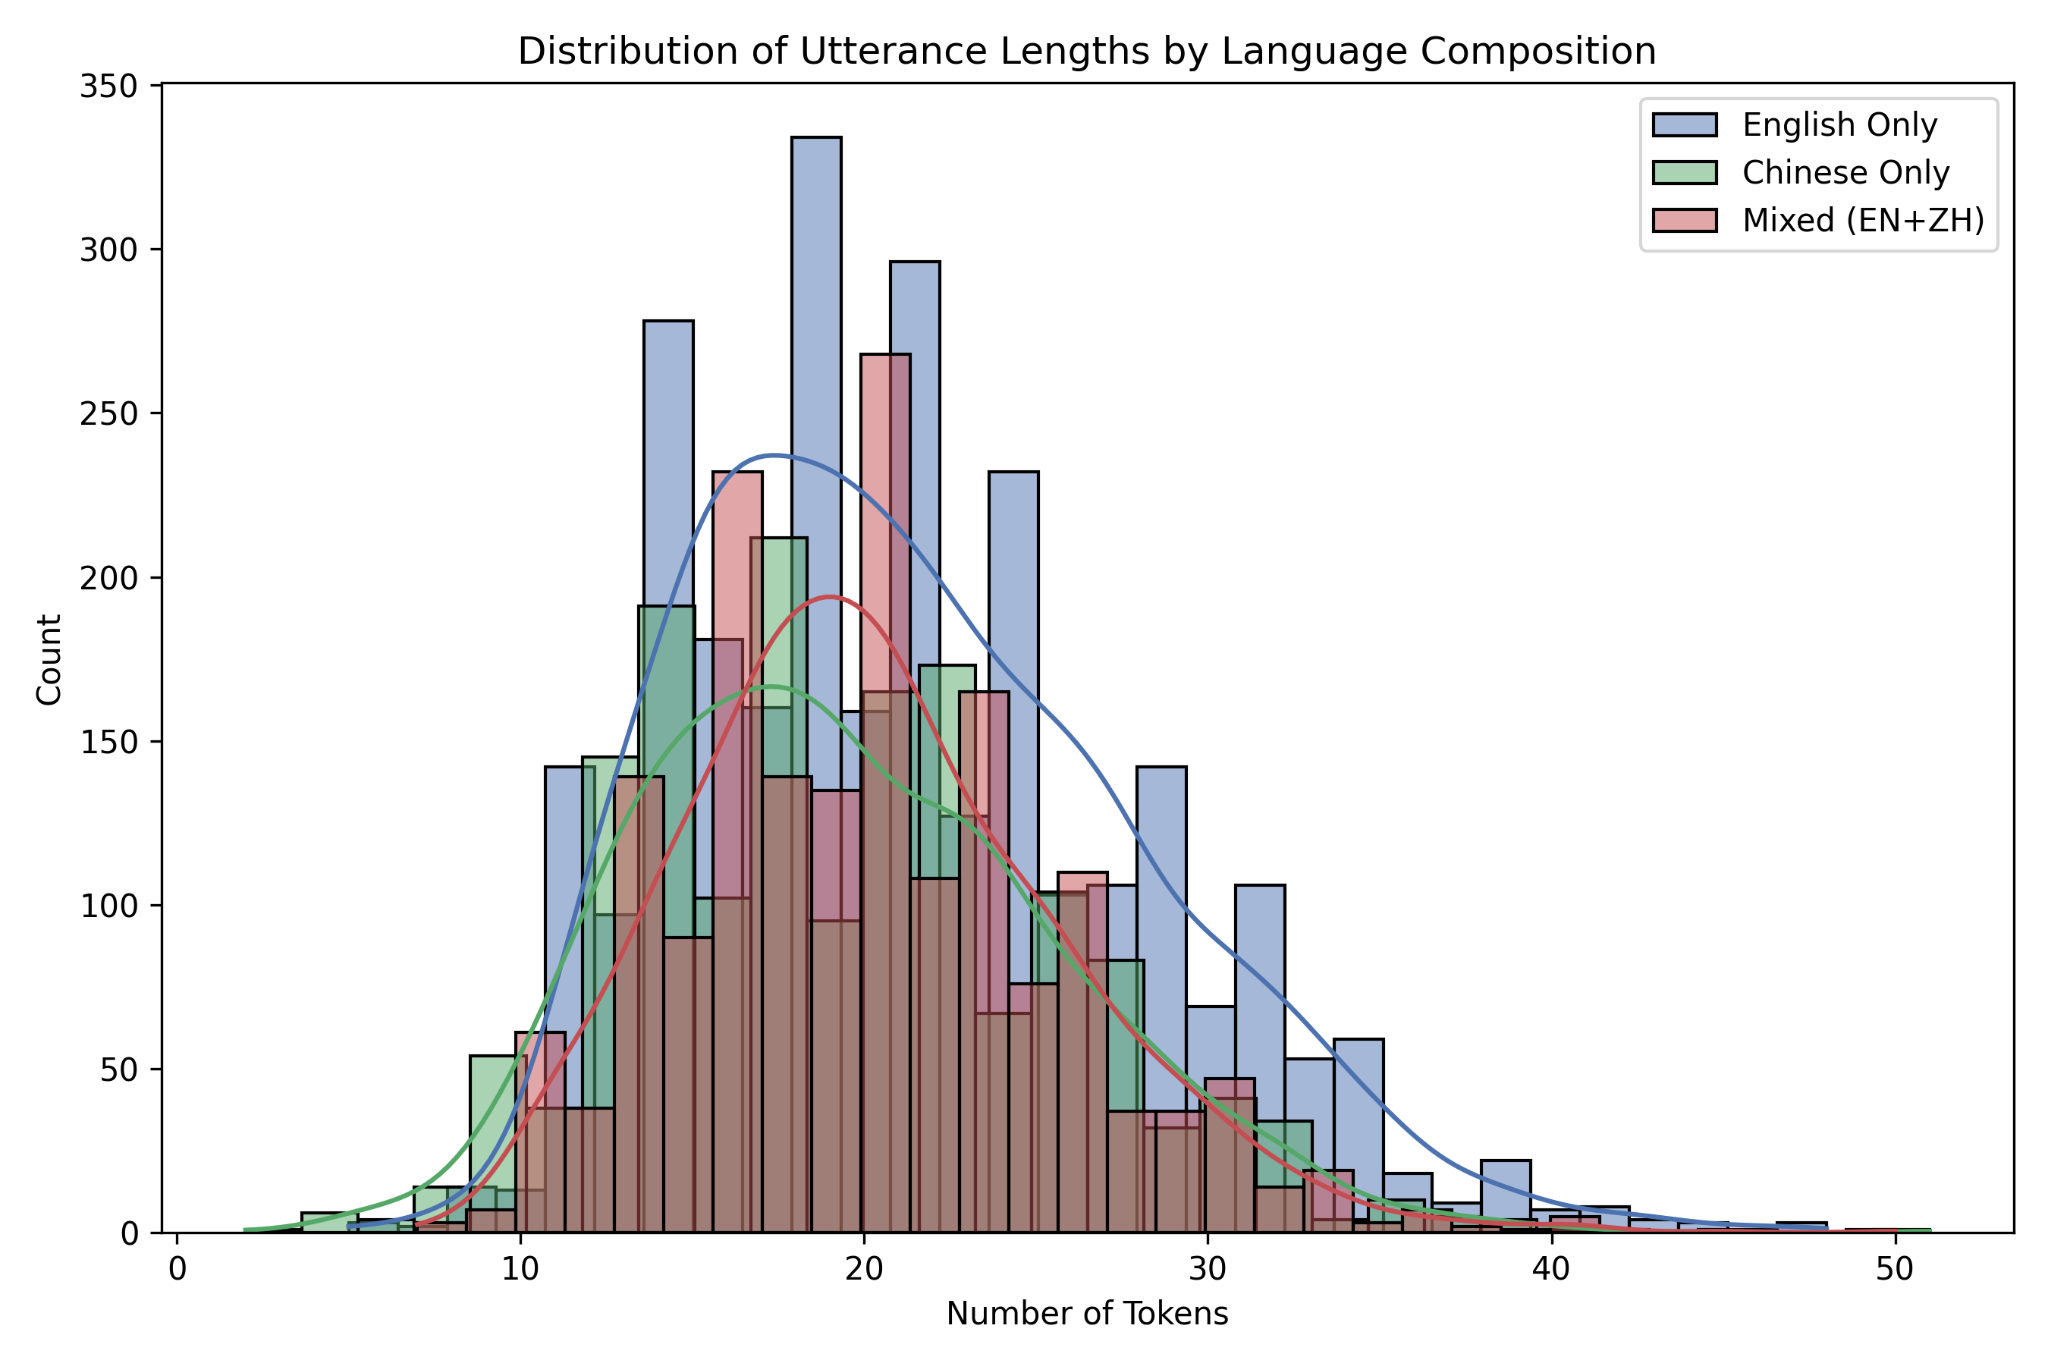 Distribution of Utterance Lengths by Language Composition
350
300
250
200
150
100
50
0
Count
English Only
Chinese Only
Mixed (EN+ZH)
0 10 20 30 40 50
Number of Tokens